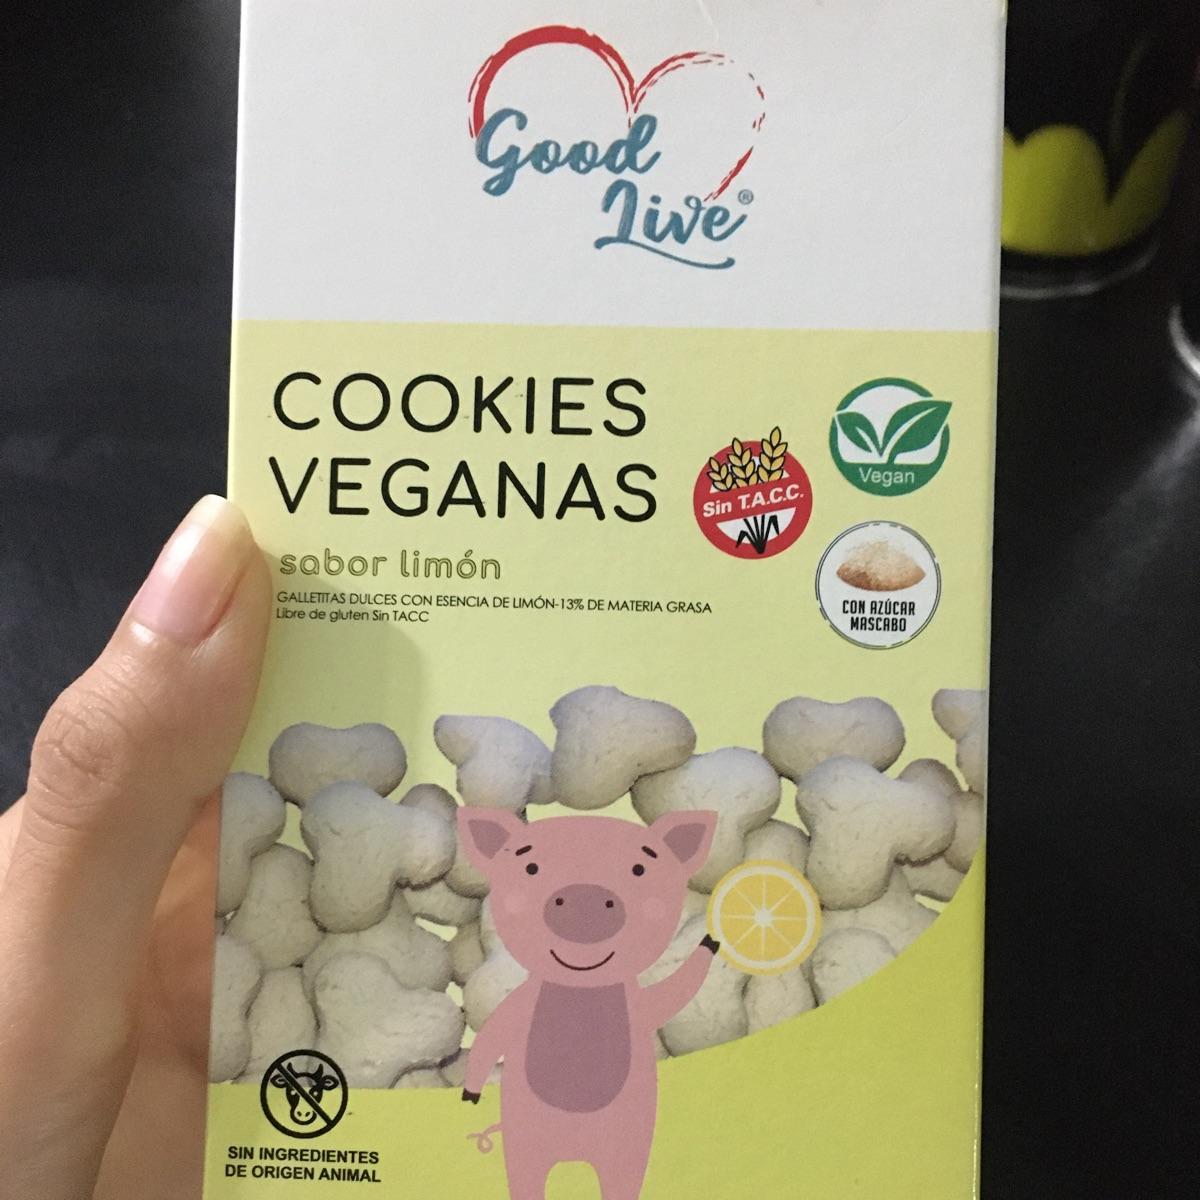 Good
Live®
COOKIES
VEGANAS
sabor limón
GALLETITAS DULCES CON ESENCIA DE LIMÓN-13% DE MATERIA GRASA
Libre de gluten Sin TACC
Sin T.A.C.C.
Vegan
CON AZÚCAR
MASCABO
SIN INGREDIENTES
DE ORIGEN ANIMAL